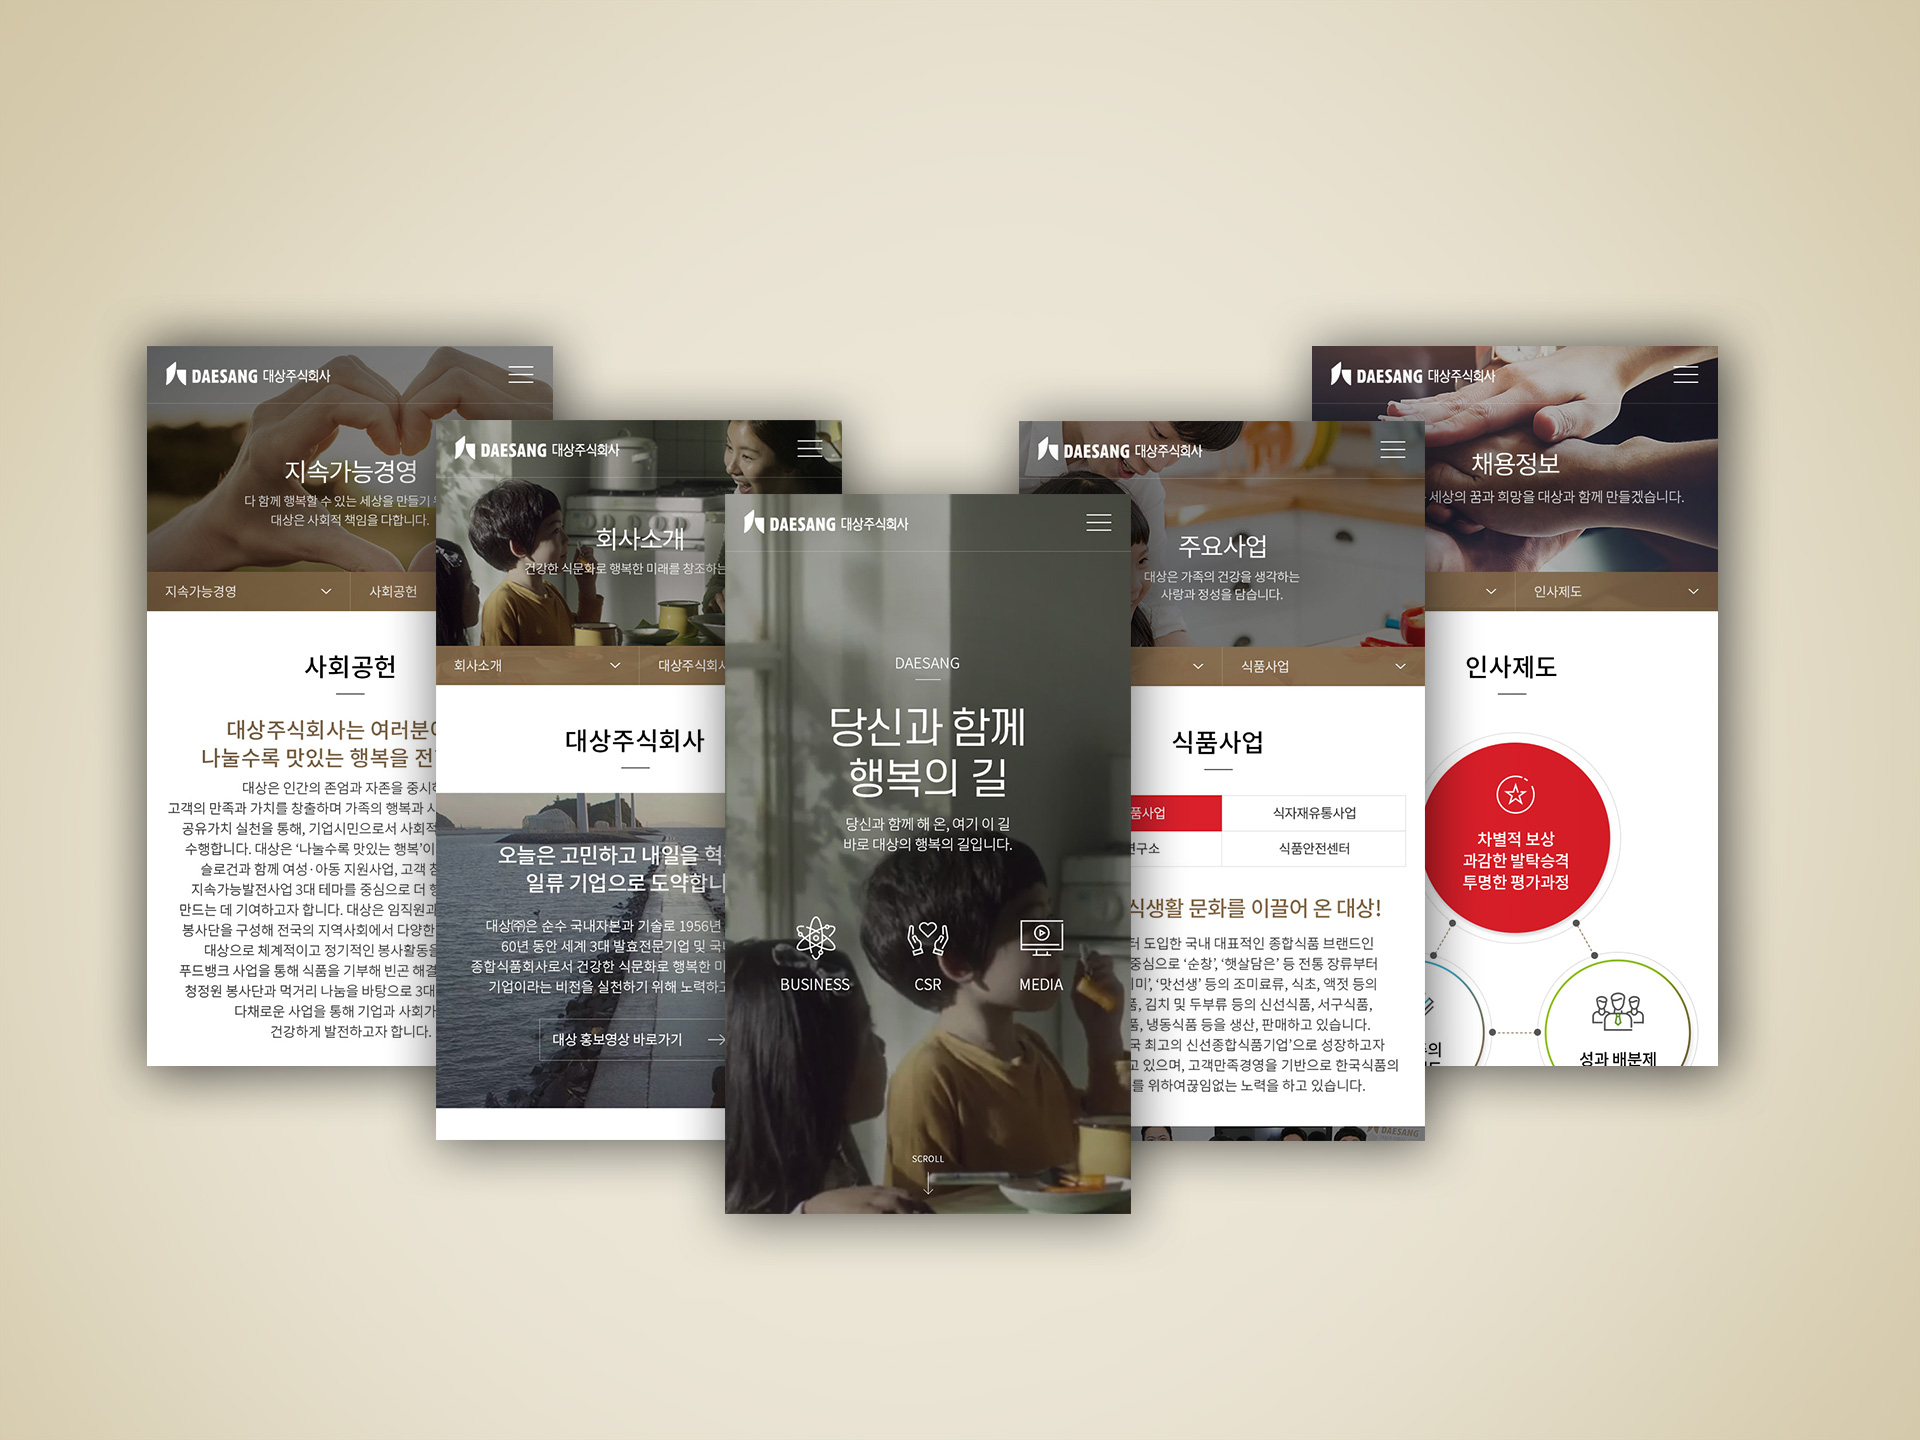 DAESANG 대상주식회사
지속가능경영
다 함께 행복할 수 있는 세상을 만들기
대상은 사회적 책임을 다합니다.
지속가능경영
사회공헌
사회공헌
대상주식회사는 여러분이
나눌수록 맛있는 행복을 전
대상은 인간의 존엄과 자존을 중시
고객의 만족과 가치를 창출하며 가족의 행복과
공유가치 실천을 통해, 기업시민으로서 사회적
수행합니다. 대상은 ‘나눌수록 맛있는 행복’이
슬로건과 함께 여성·아동 지원사업, 고객
지속가능발전사업 3대 테마를 중심으로 더
만드는 데 기여하고자 합니다. 대상은 임직원과
봉사단을 구성해 전국의 지역사회에서 다양한
대상으로 체계적이고 정기적인 봉사활동을
푸드뱅크 사업을 통해 식품을 기부해 빈곤 해결
청정원 봉사단과 먹거리 나눔을 바탕으로 3대
다채로운 사업을 통해 기업과 사회가
건강하게 발전하고자 합니다.
DAESANG 대상주식회사
회사소개
건강한 식문화로 행복한 미래를 창조하는
회사소개
대상주식회사
대상주식회사
오늘은 고민하고 내일을 혁
일류 기업으로 도약합니
대상㈜은 순수 국내자본과 기술로 1956년
60년 동안 세계 3대 발효전문기업 및 국
종합식품회사로서 건강한 식문화로 행복한
기업이라는 비전을 실천하기 위해 노력하고
대상 홍보영상 바로가기
DAESANG 대상주식회사
DAESANG
당신과 함께
행복의 길
당신과 함께 해 온, 여기 이 길
바로 대상의 행복의 길입니다.
BUSINESS
CSR
MEDIA
SCROLL
DAESANG 대상주식회사
주요사업
대상은 가족의 건강을 생각하는
사랑과 정성을 담습니다.
식품사업
식품사업
품사업
식자재유통사업
연구소
식품안전센터
식생활 문화를 이끌어 온 대상!
도입한 국내 대표적인 종합식품 브랜드인
중심으로 ‘순창’, ‘햇살담은’ 등 전통 장류부터
미’, ‘맛선생’ 등의 조미료류, 식초, 액젓 등의
김치 및 두부류 등의 신선식품, 서구식품,
냉동식품 등을 생산, 판매하고 있습니다.
국 최고의 신선종합식품기업’으로 성장하고자
고 있으며, 고객만족경영을 기반으로 한국식품의
를 위하여끊임없는 노력을 하고 있습니다.
DAESANG
DAESANG 대상주식회사
채용정보
세상의 꿈과 희망을 대상과 함께 만들겠습니다.
인사제도
인사제도
차별적 보상
과감한 발탁승격
투명한 평가과정
성과 배분제